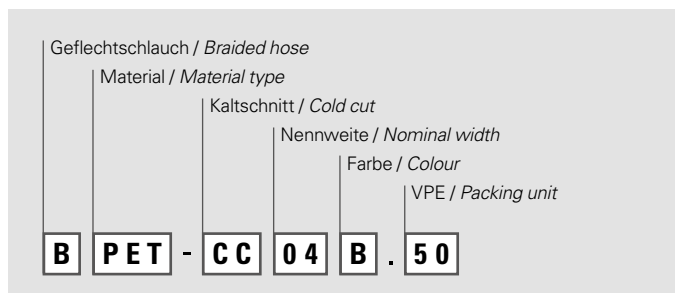 Geflechtschlauch / Braided hose
Material / Material type
Kaltschnitt / Cold cut
Nennweite / Nominal width
Farbe / Colour
VPE / Packing unit
B PET - CC 04 B . 50